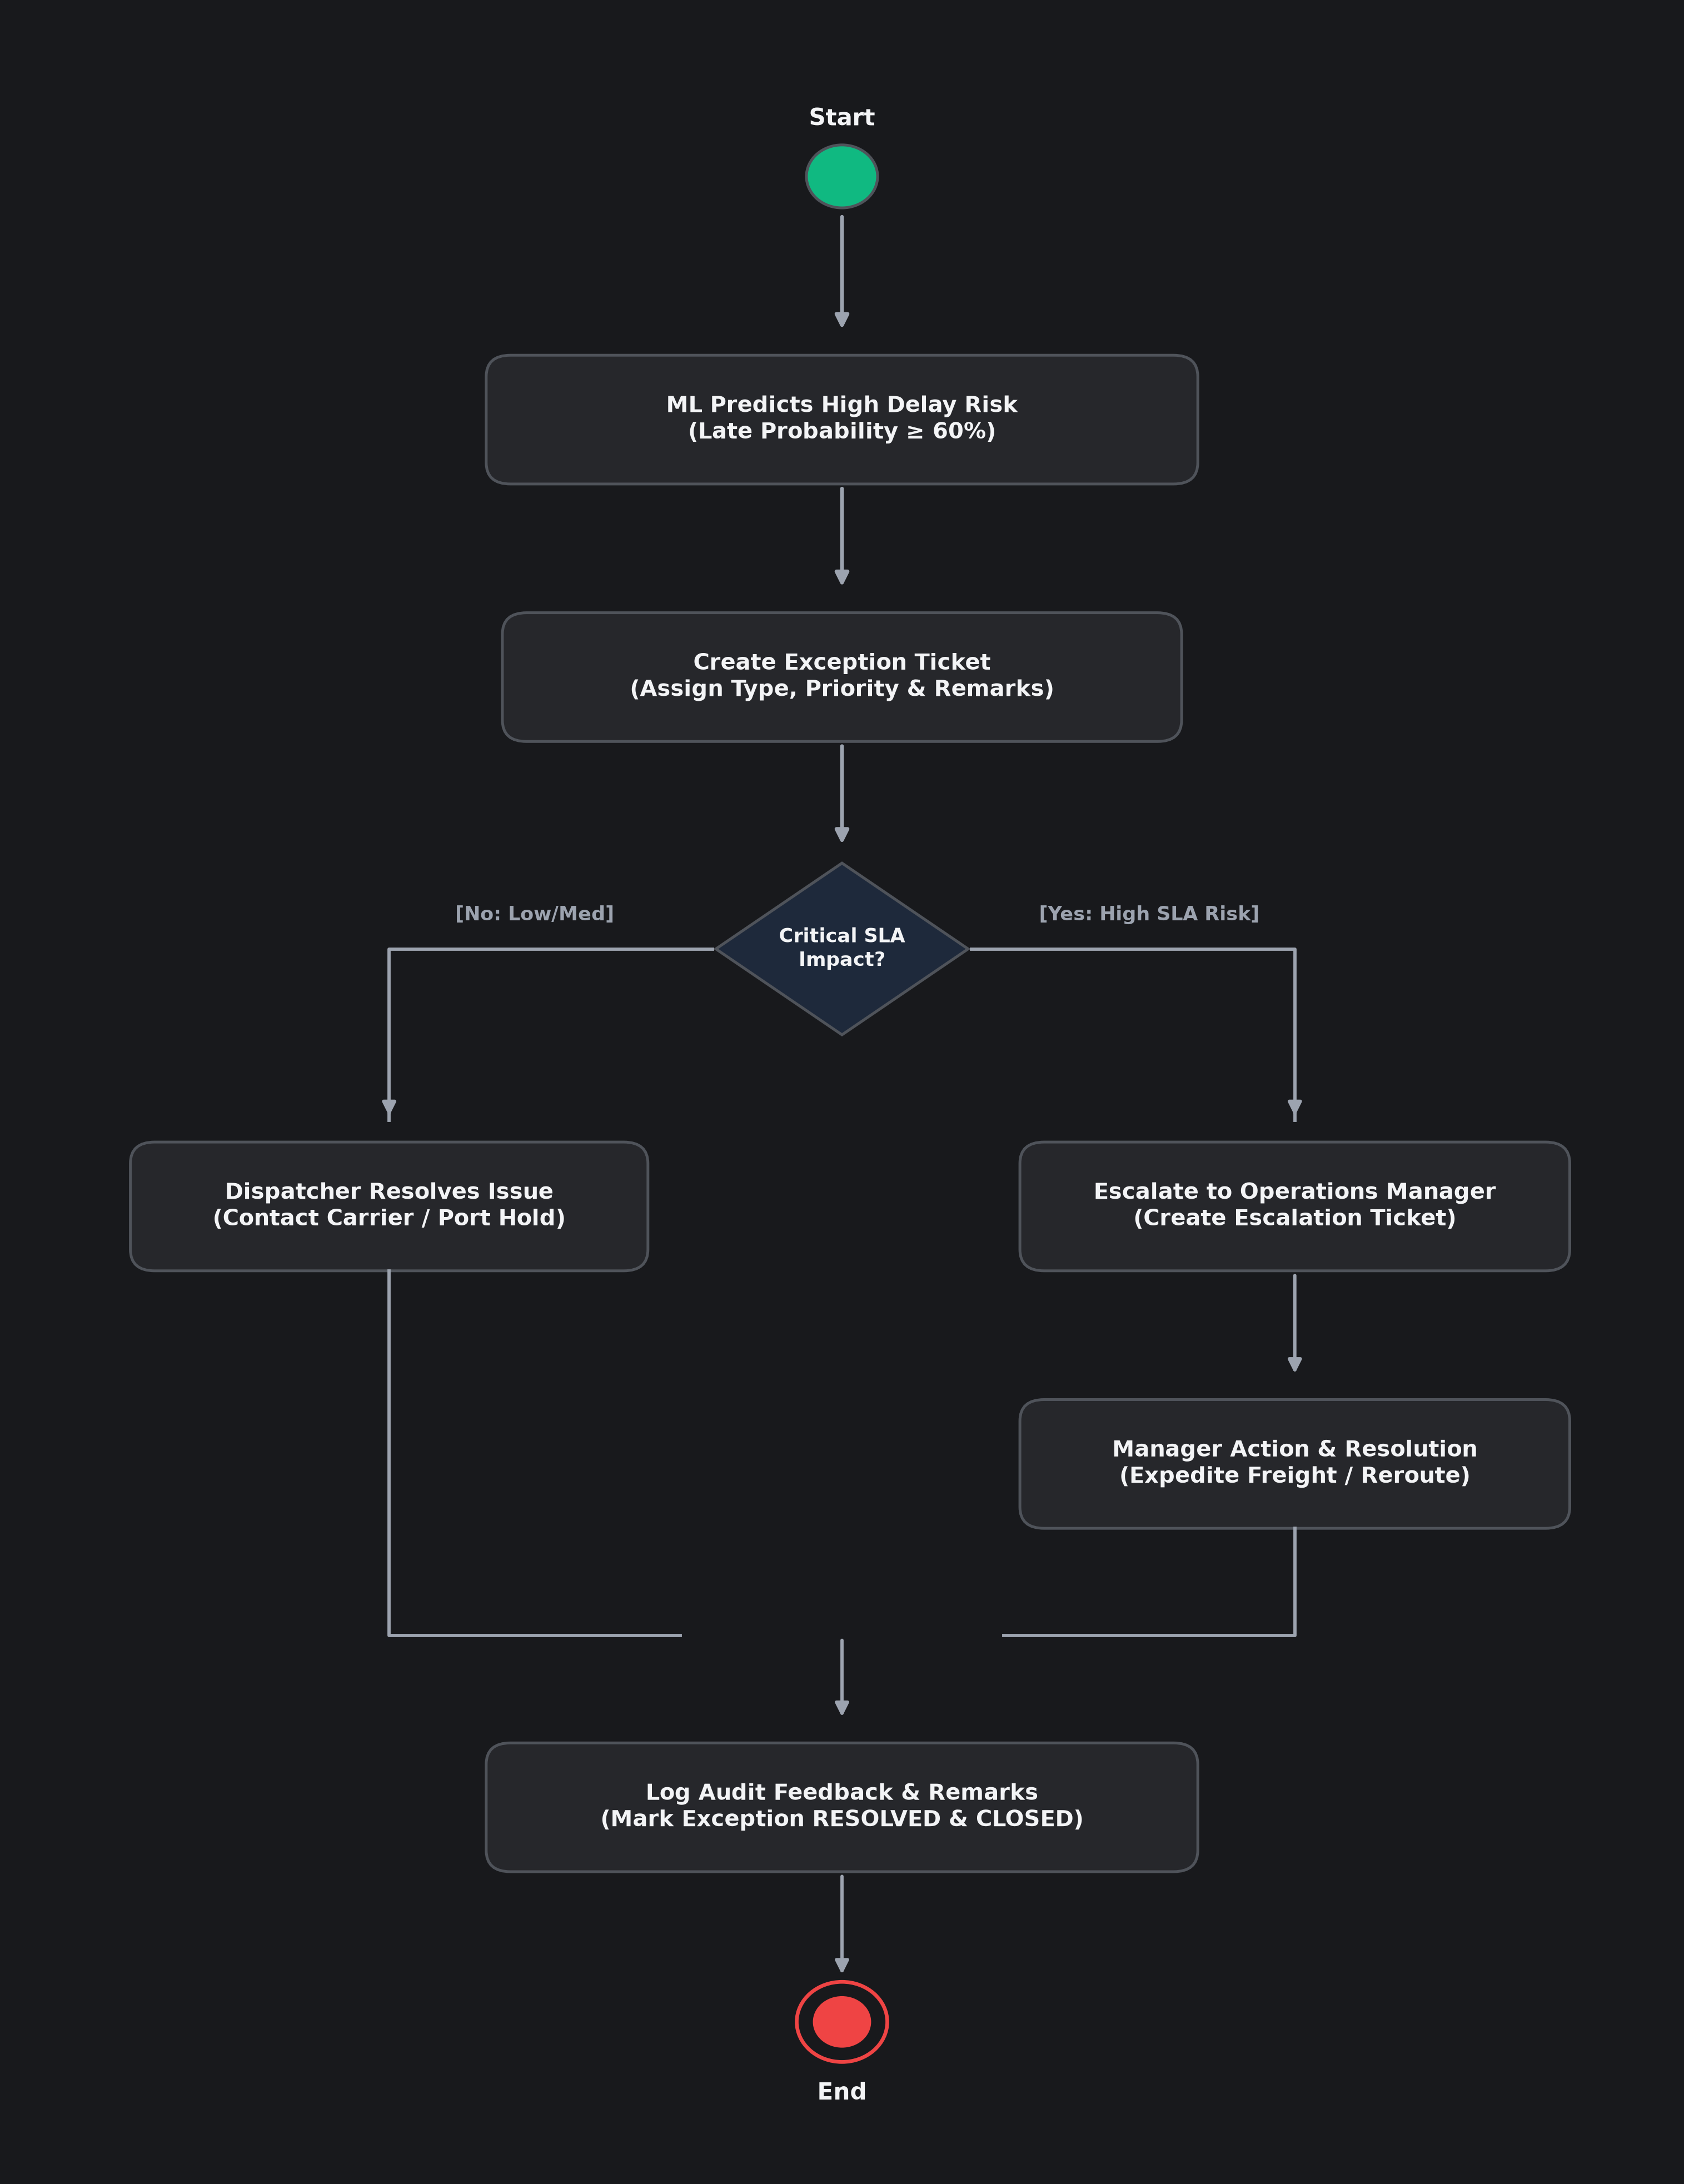 Start
ML Predicts High Delay Risk
(Late Probability ≥ 60%)
Create Exception Ticket
(Assign Type, Priority & Remarks)
[No: Low/Med]
[Yes: High SLA Risk]
Critical SLA
Impact?
Dispatcher Resolves Issue
(Contact Carrier / Port Hold)
Escalate to Operations Manager
(Create Escalation Ticket)
Manager Action & Resolution
(Expedite Freight / Reroute)
Log Audit Feedback & Remarks
(Mark Exception RESOLVED & CLOSED)
End